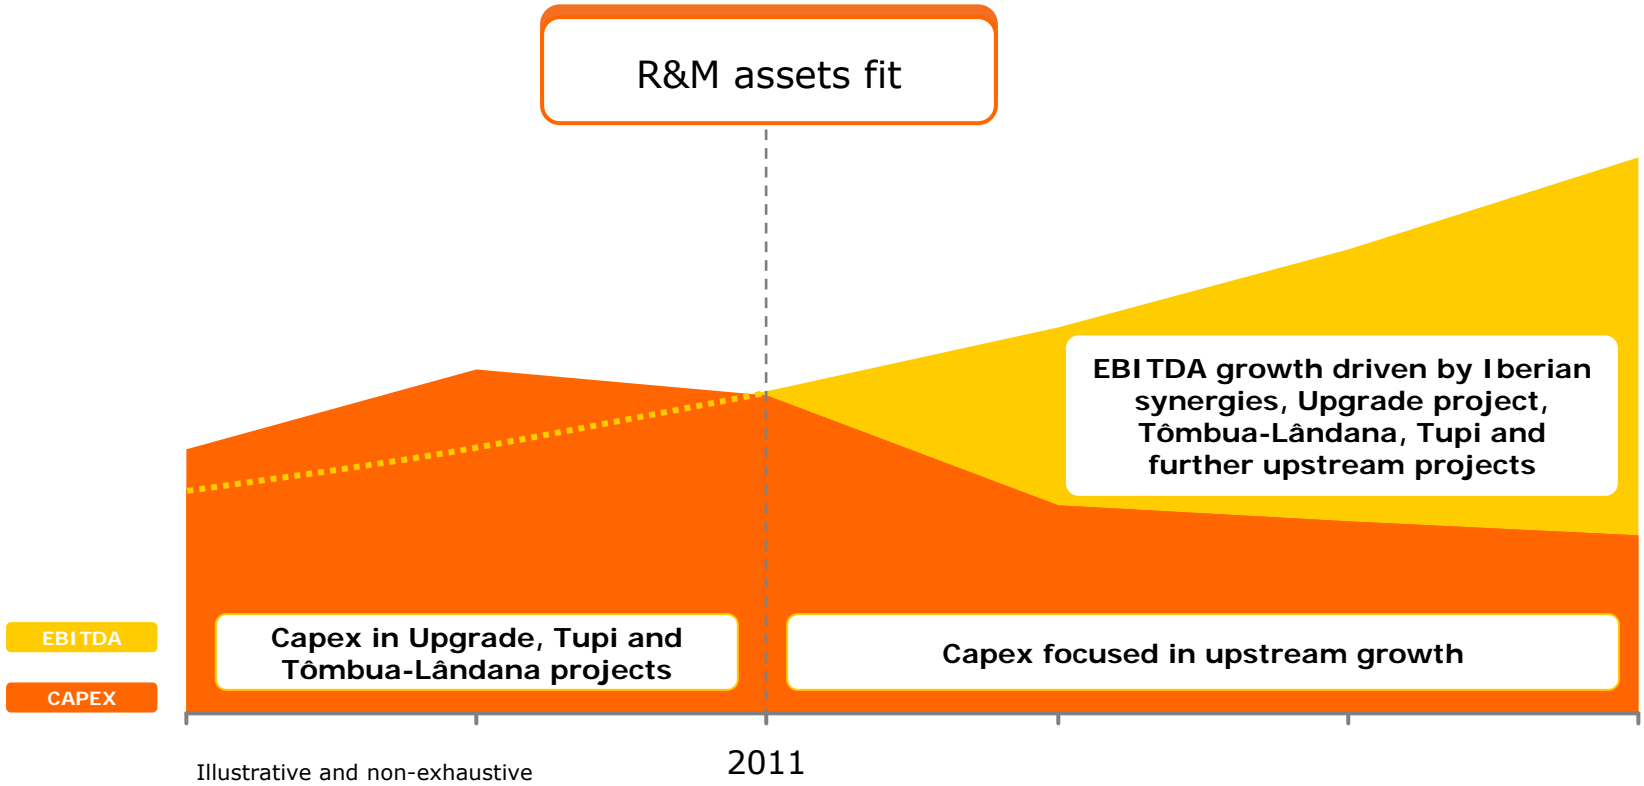 R&M assets fit
EBITDA growth driven by Iberian
synergies, Upgrade project,
Tômbua-Lândana, Tupi and
further upstream projects
EBITDA
CAPEX
Capex in Upgrade, Tupi and
Tômbua-Lândana projects
Capex focused in upstream growth
2011
Illustrative and non-exhaustive